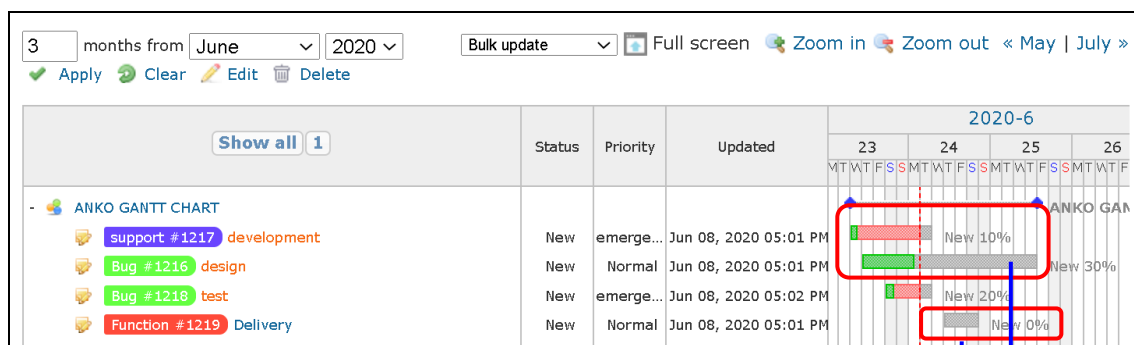 3 months from June 2020 Bulk update Full screen Zoom in Zoom out « May | July »
Apply Clear Edit Delete
Show all 1 Status Priority Updated 2020-6
23 24 25 26
M T W T F S S M T W T F S S M T W T F S S M T W T F
- ANKO GANTT CHART ANKO GAN
support #1217 development New emerge... Jun 08, 2020 05:01 PM New 10%
Bug #1216 design New Normal Jun 08, 2020 05:01 PM New 30%
Bug #1218 test New emerge... Jun 08, 2020 05:02 PM New 20%
Function #1219 Delivery New Normal Jun 08, 2020 05:01 PM New 0%